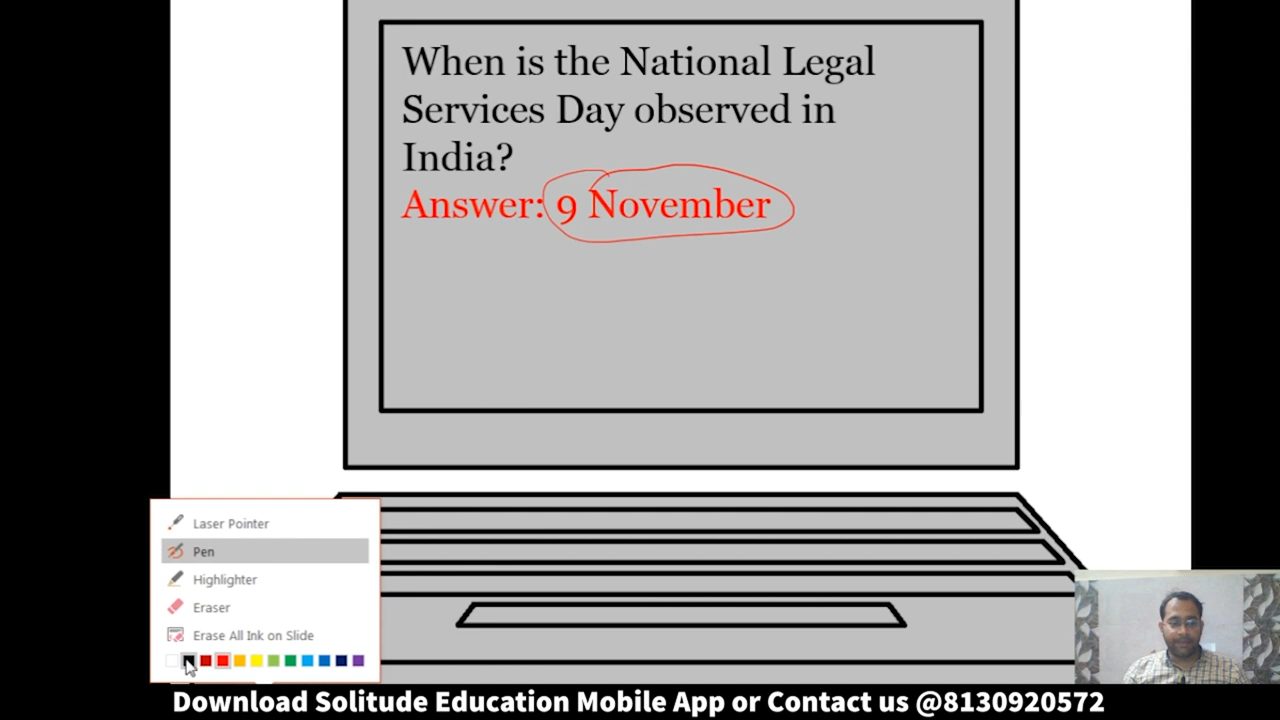 When is the National Legal
Services Day observed in
India?
Answer: 9 November
Laser Pointer
Pen
Highlighter
Eraser
Erase All Ink on Slide
Download Solitude Education Mobile App or Contact us @8130920572